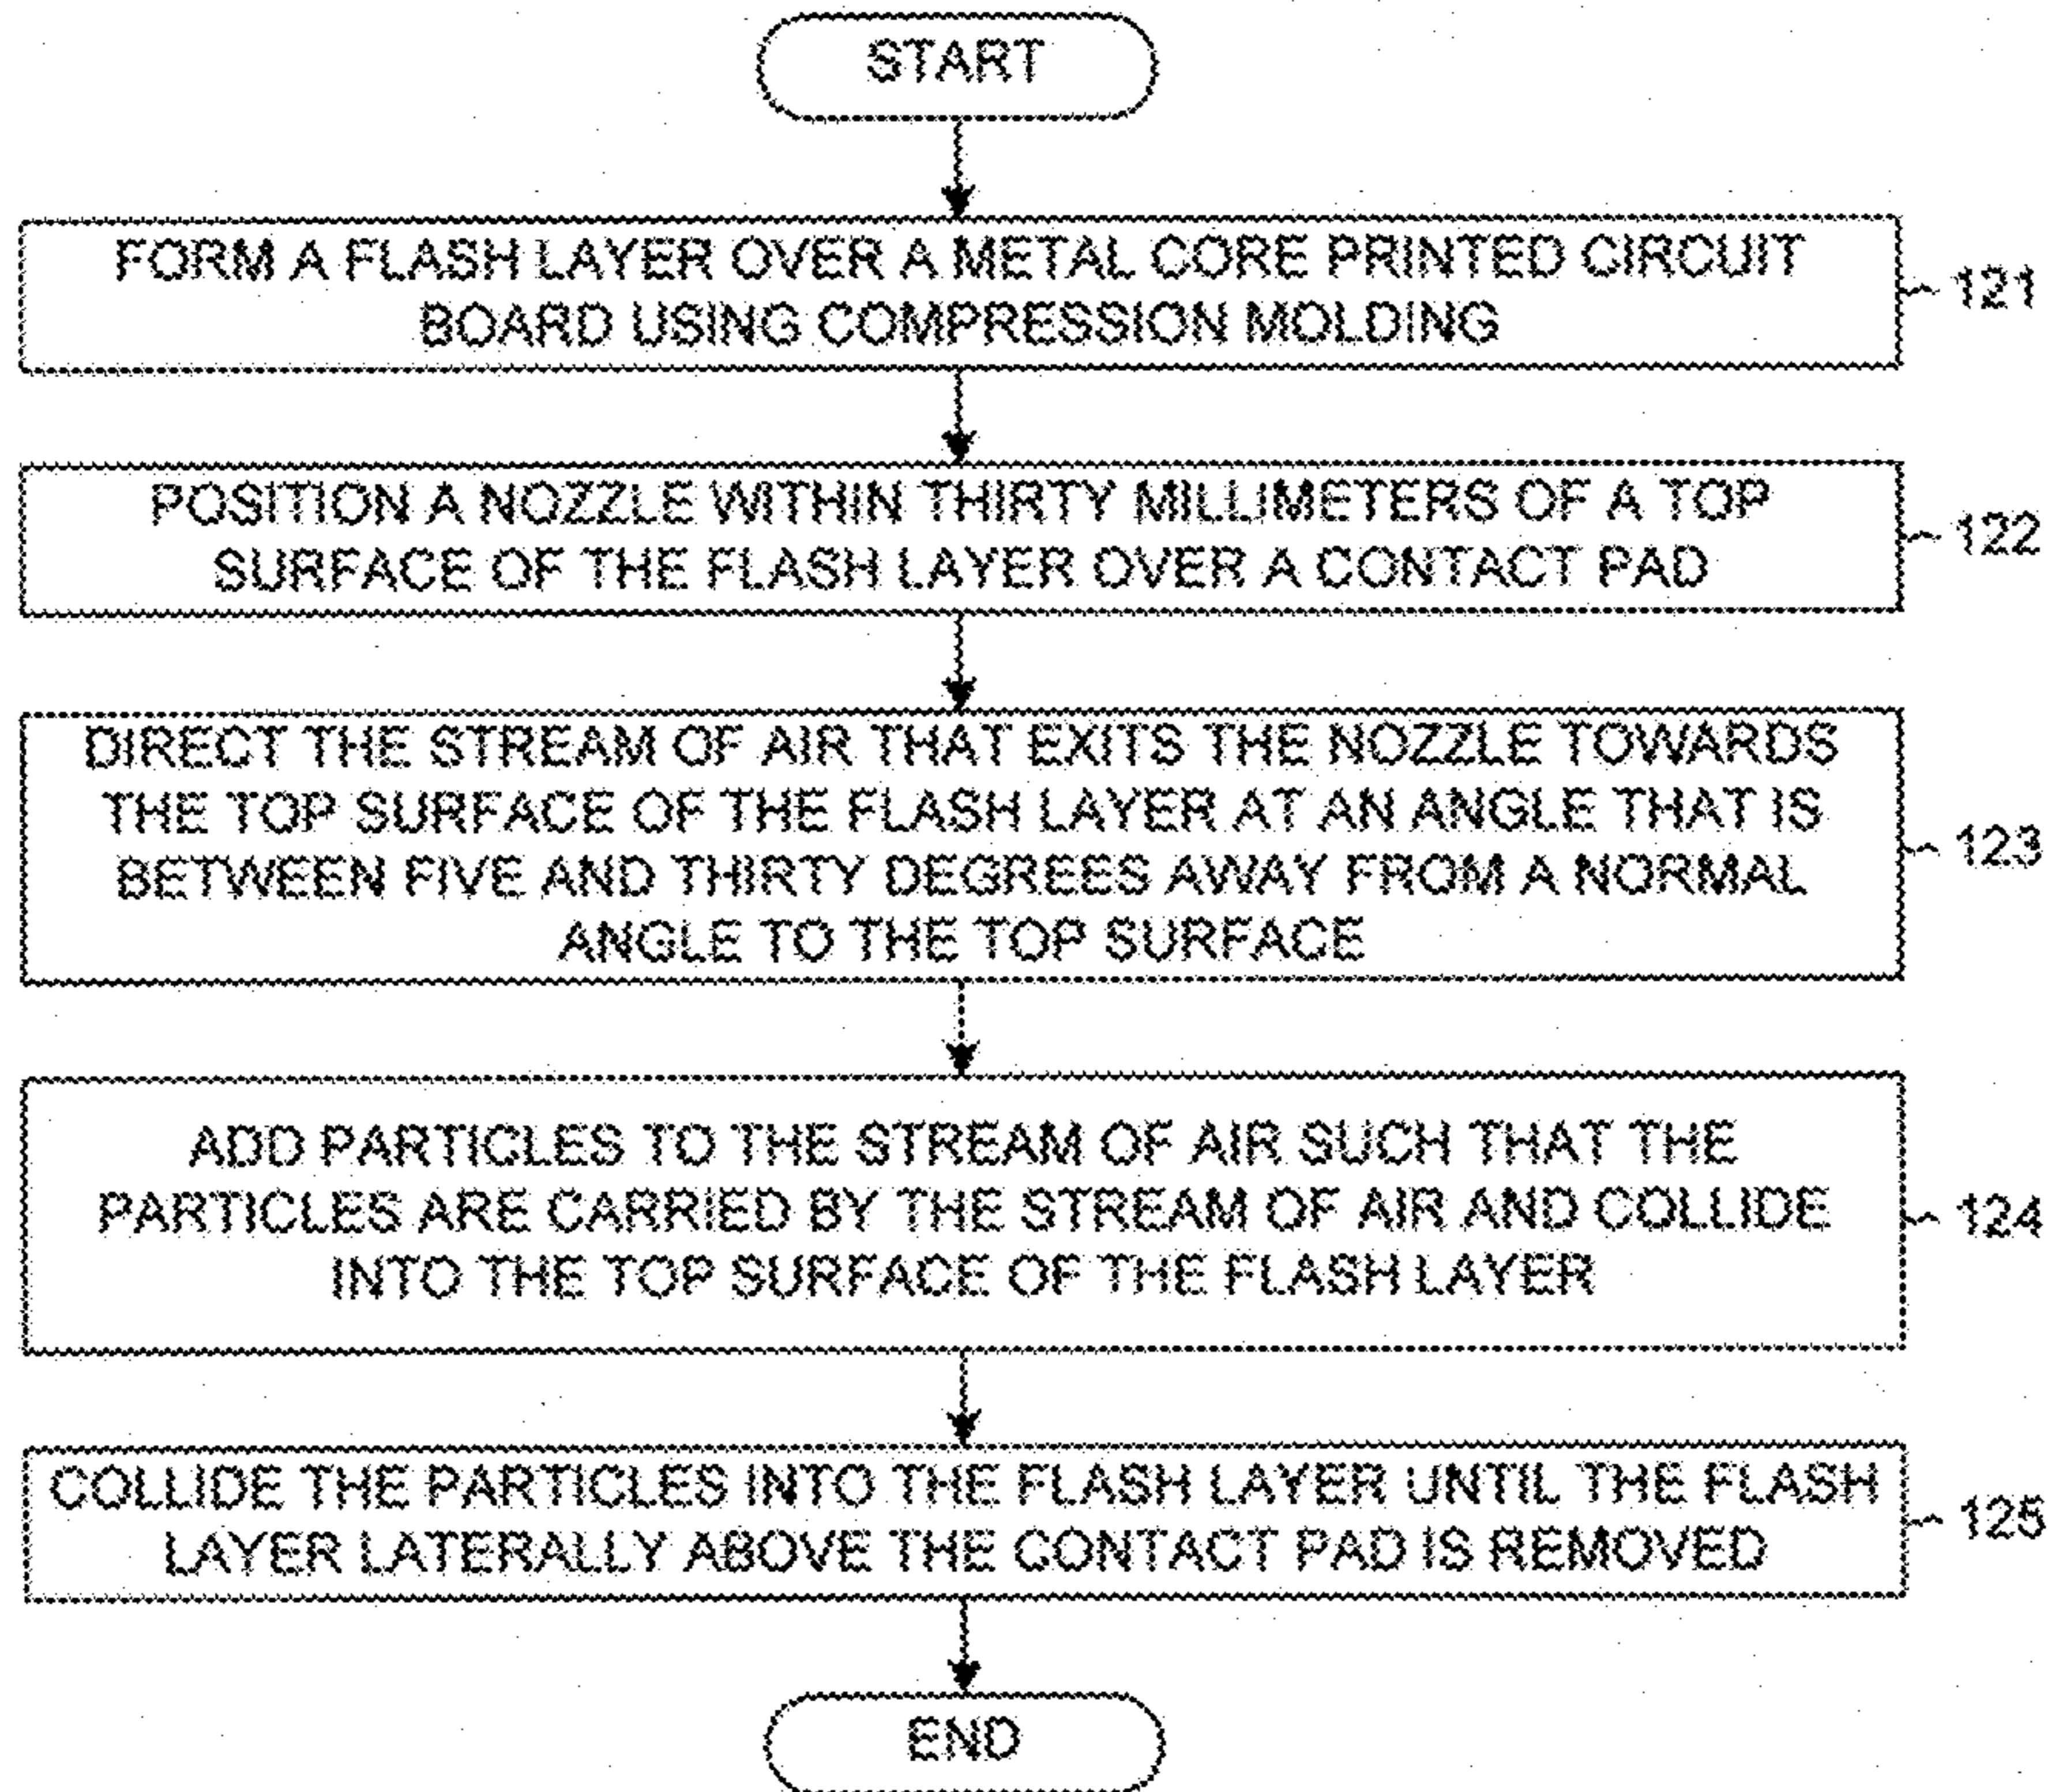 START
FORM A FLASH LAYER OVER A METAL CORE PRINTED CIRCUIT
BOARD USING COMPRESSION MOLDING
121
POSITION A NOZZLE WITHIN THIRTY MILLIMETERS OF A TOP
SURFACE OF THE FLASH LAYER OVER A CONTACT PAD
122
DIRECT THE STREAM OF AIR THAT EXITS THE NOZZLE TOWARDS
THE TOP SURFACE OF THE FLASH LAYER AT AN ANGLE THAT IS
BETWEEN FIVE AND THIRTY DEGREES AWAY FROM A NORMAL
ANGLE TO THE TOP SURFACE
123
ADD PARTICLES TO THE STREAM OF AIR SUCH THAT THE
PARTICLES ARE CARRIED BY THE STREAM OF AIR AND COLLIDE
INTO THE TOP SURFACE OF THE FLASH LAYER
124
COLLIDE THE PARTICLES INTO THE FLASH LAYER UNTIL THE FLASH
LAYER LATERALLY ABOVE THE CONTACT PAD IS REMOVED
125
END